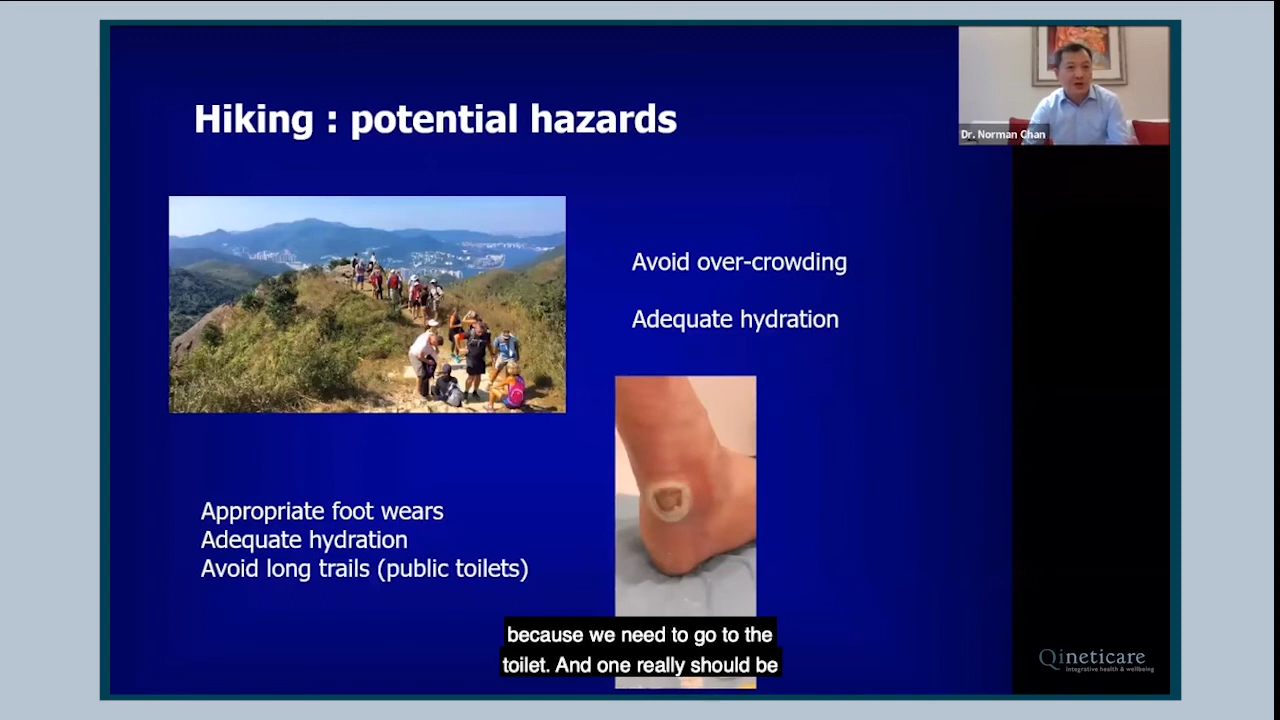 Hiking : potential hazards
Dr. Norman Chan
Avoid over-crowding
Adequate hydration
Appropriate foot wears
Adequate hydration
Avoid long trails (public toilets)
because we need to go to the
toilet. And one really should be
Qineticare
integrative health & wellbeing